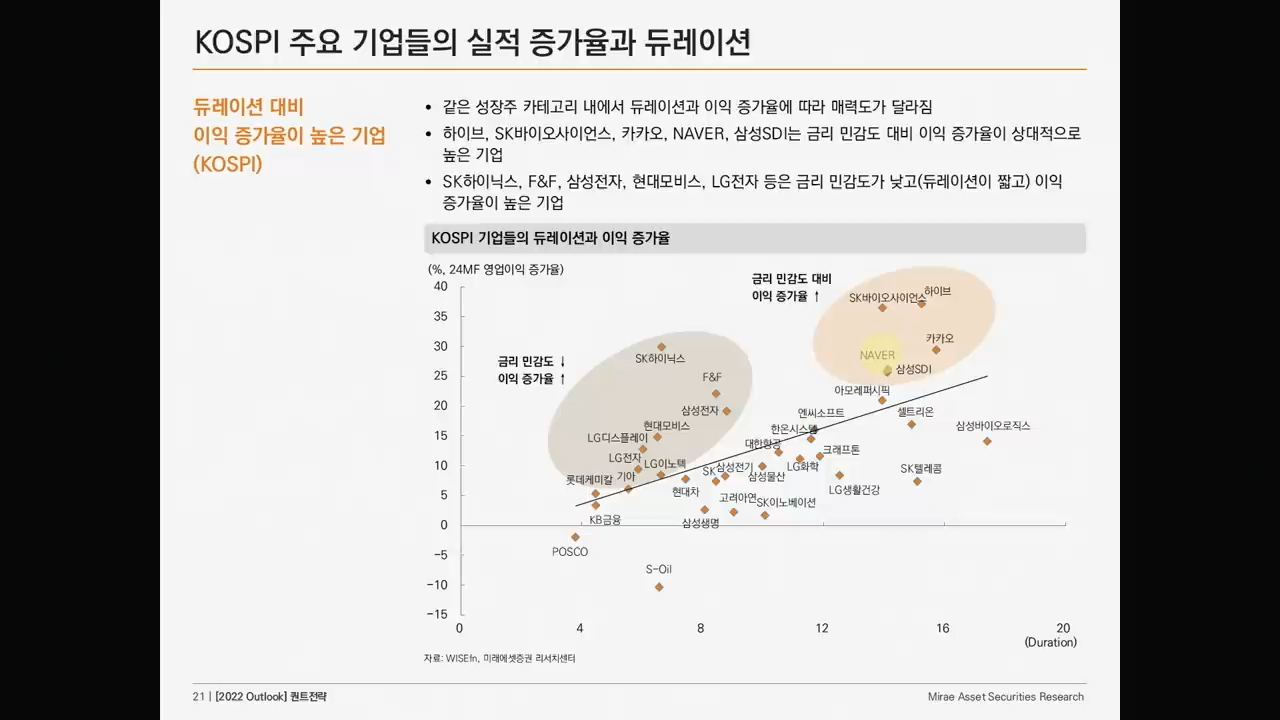 KOSPI 주요 기업들의 실적 증가율과 듀레이션
듀레이션 대비
이익 증가율이 높은 기업
(KOSPI)
• 같은 성장주 카테고리 내에서 듀레이션과 이익 증가율에 따라 매력도가 달라짐
• 하이브, SK바이오사이언스, 카카오, NAVER, 삼성SDI는 금리 민감도 대비 이익 증가율이 상대적으로
높은 기업
• SK하이닉스, F&F, 삼성전자, 현대모비스, LG전자 등은 금리 민감도가 낮고(듀레이션이 짧고) 이익
증가율이 높은 기업
KOSPI 기업들의 듀레이션과 이익 증가율
(%, 24MF 영업이익 증가율)
금리 민감도 대비
이익 증가율 ↑
금리 민감도 ↓
이익 증가율 ↑
40
35
30
25
20
15
10
5
0
-5
-10
-15
하이브
SK바이오사이언스
카카오
NAVER
삼성SDI
SK하이닉스
F&F
아모레퍼시픽
삼성전자
엔씨소프트
셀트리온
현대모비스
한온시스템
삼성바이오로직스
LG디스플레이
대한항공
크래프톤
LG전자
LG이노텍
SK
삼성전기
LG화학
SK텔레콤
롯데케미칼
기아
삼성물산
현대차
LG생활건강
고려아연
SK이노베이션
KB금융
삼성생명
POSCO
S-Oil
0
4
8
12
16
20
(Duration)
자료: WISEfn, 미래에셋증권 리서치센터
21 | [2022 Outlook] 퀀트전략
Mirae Asset Securities Research